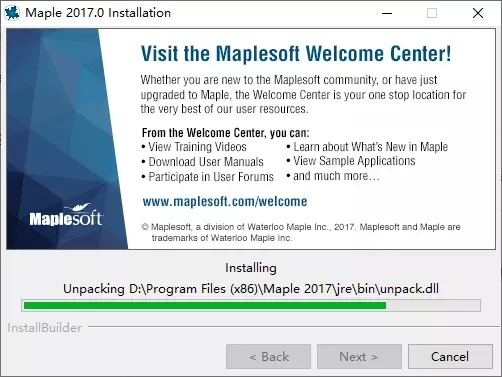 Maple 2017.0 Installation
Visit the Maplesoft Welcome Center!
Whether you are new to the Maplesoft community, or have just
upgraded to Maple, the Welcome Center is your one stop location for
the very best of our user resources.
From the Welcome Center, you can:
• View Training Videos
• Download User Manuals
• Participate in User Forums
• Learn about What's New in Maple
• View Sample Applications
• and much more…
www.maplesoft.com/welcome
Maplesoft
© Maplesoft, a division of Waterloo Maple Inc., 2017. Maplesoft and Maple are
trademarks of Waterloo Maple Inc.
Installing
Unpacking D:\Program Files (x86)\Maple 2017\jre\bin\unpack.dll
InstallBuilder
< Back
Next >
Cancel